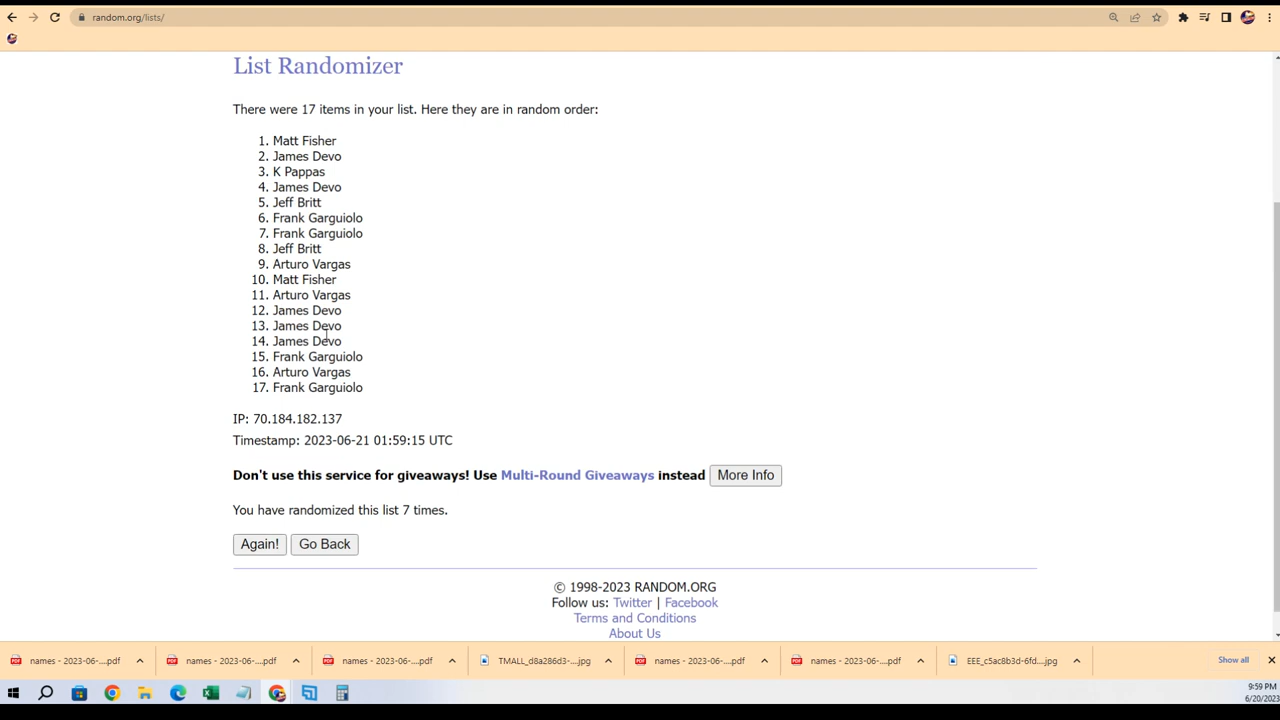 random.org/lists/
List Randomizer
There were 17 items in your list. Here they are in random order:
1. Matt Fisher
2. James Devo
3. K Pappas
4. James Devo
5. Jeff Britt
6. Frank Garguiolo
7. Frank Garguiolo
8. Jeff Britt
9. Arturo Vargas
10. Matt Fisher
11. Arturo Vargas
12. James Devo
13. James Devo
14. James Devo
15. Frank Garguiolo
16. Arturo Vargas
17. Frank Garguiolo
IP: 70.184.182.137
Timestamp: 2023-06-21 01:59:15 UTC
Don't use this service for giveaways! Use Multi-Round Giveaways instead More Info
You have randomized this list 7 times.
Again! Go Back
© 1998-2023 RANDOM.ORG
Follow us: Twitter | Facebook
Terms and Conditions
About Us
names - 2023-06-....pdf names - 2023-06-....pdf names - 2023-06-....pdf TMALL_d8a286d3-....jpg names - 2023-06-....pdf names - 2023-06-....pdf EEE_c5ac8b3d-6fd....jpg Show all
9:59 PM
6/20/2023